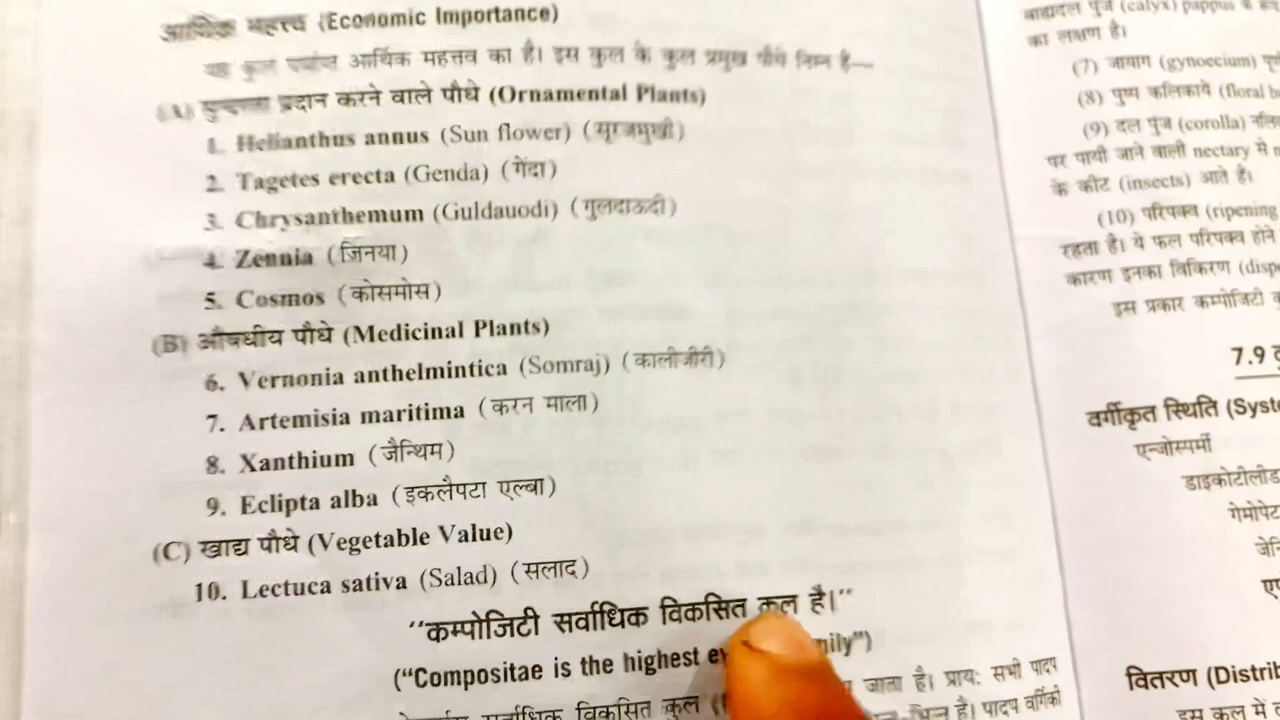 आर्थिक महत्त्व (Economic Importance)
यह कुल पर्याप्त आर्थिक महत्तव का है। इस कुल के कुल प्रमुख पौधे निम्न है—
(A) सुन्दरता प्रदान करने वाले पौधे (Ornamental Plants)
1. Helianthus annus (Sun flower) (सूरजमुखी)
2. Tagetes erecta (Genda) (गेंदा)
3. Chrysanthemum (Guldauodi) (गुलदाऊदी)
4. Zennia (जिनया)
5. Cosmos (कोसमोस)
(B) औषधीय पौधे (Medicinal Plants)
6. Vernonia anthelmintica (Somraj) (कालीजीरी)
7. Artemisia maritima (करन माला)
8. Xanthium (जैन्थिम)
9. Eclipta alba (इकलैपटा एल्बा)
(C) खाद्य पौधे (Vegetable Value)
10. Lectuca sativa (Salad) (सलाद)
“कम्पोजिटी सर्वाधिक विकसित कुल है।”
(“Compositae is the highest
सर्वाधिक विकसित कुल
जाता है। प्राय: सभी पादप
है। पादप वर्गिकी
पुंज (calyx) pappus के
का लक्षण है।
(7) जायाग (gynoecium)
(8) पुष्प कलिकायें (floral
(9) दल पुंज (corolla)
पर पायी जाने वाली nectary से
के कीट (insects) आते है।
(10) परिपक्व (ripening
रहता है। ये फल परिपक्व होने
कारण इनका विकिरण
इस प्रकार कम्पोजिटी
7.9
वर्गीकृत स्थिति
एन्जोस्पर्मी
वितरण
इस कुल में